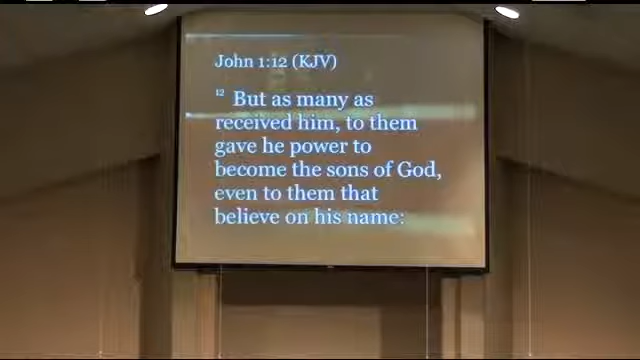 John 1:12 (KJV)
12 But as many as
received him, to them
gave he power to
become the sons of God,
even to them that
believe on his name: